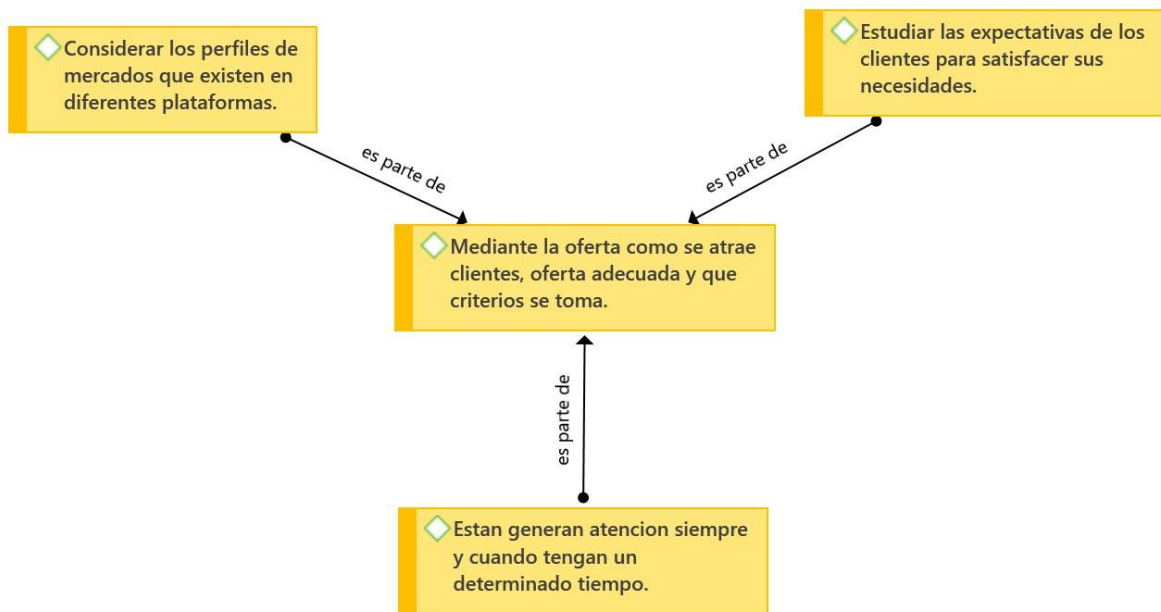 Considerar los perfiles de
mercados que existen en
diferentes plataformas.
Estudiar las expectativas de los
clientes para satisfacer sus
necesidades.
es parte de
es parte de
Mediante la oferta como se atrae
clientes, oferta adecuada y que
criterios se toma.
es parte de
Estan generan atencion siempre
y cuando tengan un
determinado tiempo.